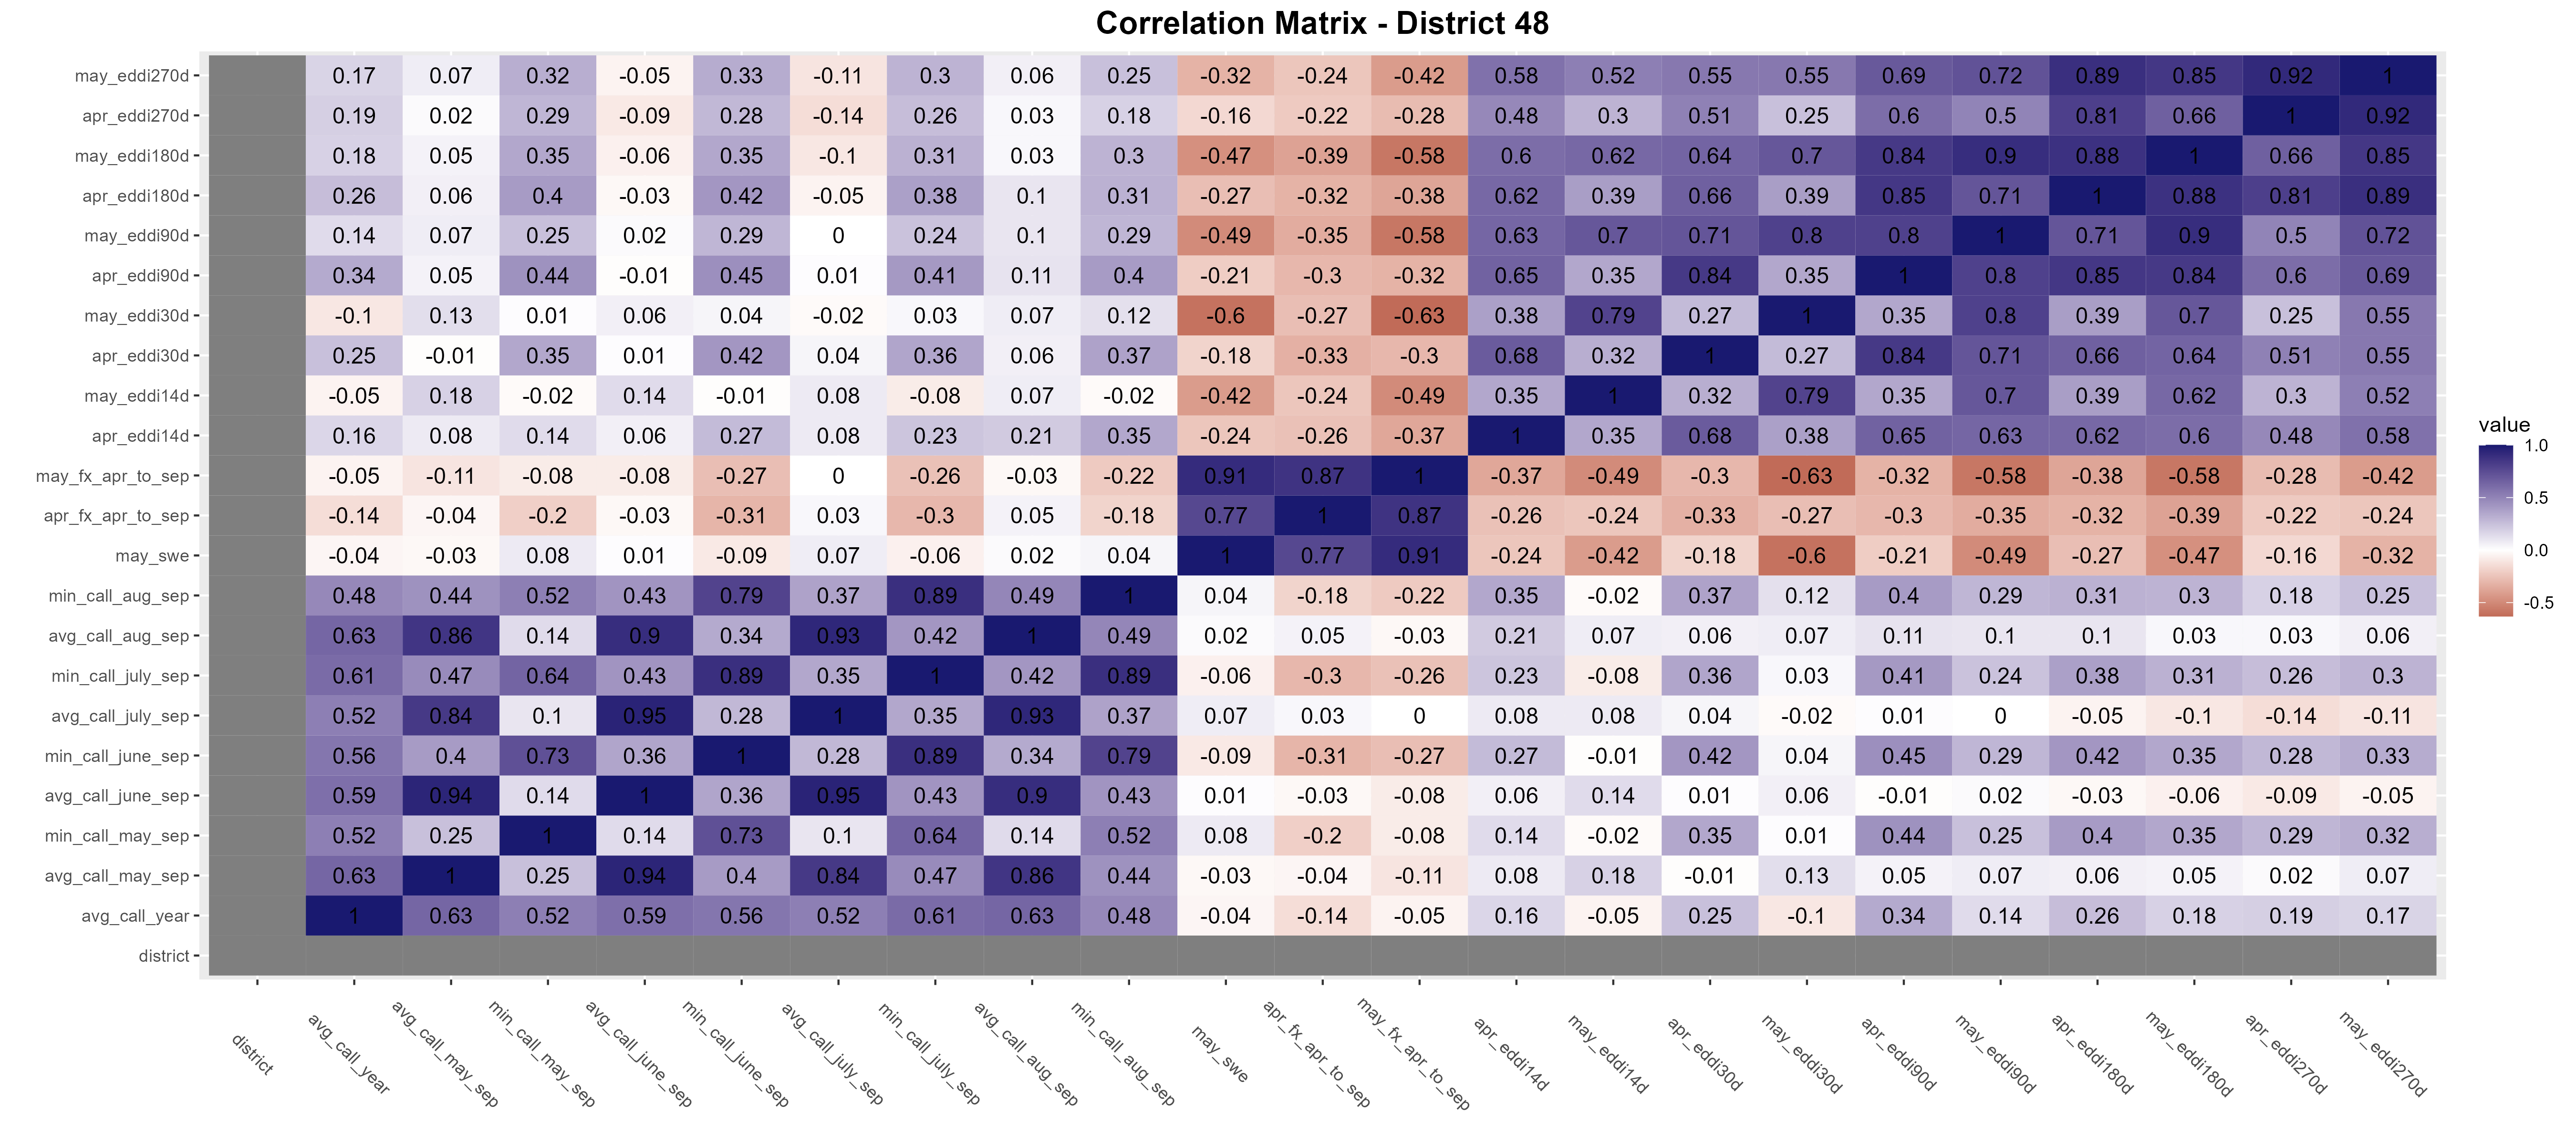 Correlation Matrix - District 48
may_eddi270d 0.17 0.07 0.32 -0.05 0.33 -0.11 0.3 0.06 0.25 -0.32 -0.24 -0.42 0.58 0.52 0.55 0.55 0.69 0.72 0.89 0.85 0.92 1
apr_eddi270d 0.19 0.02 0.29 -0.09 0.28 -0.14 0.26 0.03 0.18 -0.16 -0.22 -0.28 0.48 0.3 0.51 0.25 0.6 0.5 0.81 0.66 1 0.92
may_eddi180d 0.18 0.05 0.35 -0.06 0.35 -0.1 0.31 0.03 0.3 -0.47 -0.39 -0.58 0.6 0.62 0.64 0.7 0.84 0.9 0.88 1 0.66 0.85
apr_eddi180d 0.26 0.06 0.4 -0.03 0.42 -0.05 0.38 0.1 0.31 -0.27 -0.32 -0.38 0.62 0.39 0.66 0.39 0.85 0.71 1 0.88 0.81 0.89
may_eddi90d 0.14 0.07 0.25 0.02 0.29 0 0.24 0.1 0.29 -0.49 -0.35 -0.58 0.63 0.7 0.71 0.8 0.8 1 0.71 0.9 0.5 0.72
apr_eddi90d 0.34 0.05 0.44 -0.01 0.45 0.01 0.41 0.11 0.4 -0.21 -0.3 -0.32 0.65 0.35 0.84 0.35 1 0.8 0.85 0.84 0.6 0.69
may_eddi30d -0.1 0.13 0.01 0.06 0.04 -0.02 0.03 0.07 0.12 -0.6 -0.27 -0.63 0.38 0.79 0.27 1 0.35 0.8 0.39 0.7 0.25 0.55
apr_eddi30d 0.25 -0.01 0.35 0.01 0.42 0.04 0.36 0.06 0.37 -0.18 -0.33 -0.3 0.68 0.32 1 0.27 0.84 0.71 0.66 0.64 0.51 0.55
may_eddi14d -0.05 0.18 -0.02 0.14 -0.01 0.08 -0.08 0.07 -0.02 -0.42 -0.24 -0.49 0.35 1 0.32 0.79 0.35 0.7 0.39 0.62 0.3 0.52
apr_eddi14d 0.16 0.08 0.14 0.06 0.27 0.08 0.23 0.21 0.35 -0.24 -0.26 -0.37 1 0.35 0.68 0.38 0.65 0.63 0.62 0.6 0.48 0.58
may_fx_apr_to_sep -0.05 -0.11 -0.08 -0.08 -0.27 0 -0.26 -0.03 -0.22 0.91 0.87 1 -0.37 -0.49 -0.3 -0.63 -0.32 -0.58 -0.38 -0.58 -0.28 -0.42
apr_fx_apr_to_sep -0.14 -0.04 -0.2 -0.03 -0.31 0.03 -0.3 0.05 -0.18 0.77 1 0.87 -0.26 -0.24 -0.33 -0.27 -0.3 -0.35 -0.32 -0.39 -0.22 -0.24
may_swe -0.04 -0.03 0.08 0.01 -0.09 0.07 -0.06 0.02 0.04 1 0.77 0.91 -0.24 -0.42 -0.18 -0.6 -0.21 -0.49 -0.27 -0.47 -0.16 -0.32
min_call_aug_sep 0.48 0.44 0.52 0.43 0.79 0.37 0.89 0.49 1 0.04 -0.18 -0.22 0.35 -0.02 0.37 0.12 0.4 0.29 0.31 0.3 0.18 0.25
avg_call_aug_sep 0.63 0.86 0.14 0.9 0.34 0.93 0.42 1 0.49 0.02 0.05 -0.03 0.21 0.07 0.06 0.07 0.11 0.1 0.1 0.03 0.03 0.06
min_call_july_sep 0.61 0.47 0.64 0.43 0.89 0.35 1 0.42 0.89 -0.06 -0.3 -0.26 0.23 -0.08 0.36 0.03 0.41 0.24 0.38 0.31 0.26 0.3
avg_call_july_sep 0.52 0.84 0.1 0.95 0.28 1 0.35 0.93 0.37 0.07 0.03 0 0.08 0.08 0.04 -0.02 0.01 0 -0.05 -0.1 -0.14 -0.11
min_call_june_sep 0.56 0.4 0.73 0.36 1 0.28 0.89 0.34 0.79 -0.09 -0.31 -0.27 0.27 -0.01 0.42 0.04 0.45 0.29 0.42 0.35 0.28 0.33
avg_call_june_sep 0.59 0.94 0.14 1 0.36 0.95 0.43 0.9 0.43 0.01 -0.03 -0.08 0.06 0.14 0.01 0.06 -0.01 0.02 -0.03 -0.06 -0.09 -0.05
min_call_may_sep 0.52 0.25 1 0.14 0.73 0.1 0.64 0.14 0.52 0.08 -0.2 -0.08 0.14 -0.02 0.35 0.01 0.44 0.25 0.4 0.35 0.29 0.32
avg_call_may_sep 0.63 1 0.25 0.94 0.4 0.84 0.47 0.86 0.44 -0.03 -0.04 -0.11 0.08 0.18 -0.01 0.13 0.05 0.07 0.06 0.05 0.02 0.07
avg_call_year 1 0.63 0.52 0.59 0.56 0.52 0.61 0.63 0.48 -0.04 -0.14 -0.05 0.16 -0.05 0.25 -0.1 0.34 0.14 0.26 0.18 0.19 0.17
district
district avg_call_year avg_call_may_sep min_call_may_sep avg_call_june_sep min_call_june_sep avg_call_july_sep min_call_july_sep avg_call_aug_sep min_call_aug_sep may_swe apr_fx_apr_to_sep may_fx_apr_to_sep apr_eddi14d may_eddi14d apr_eddi30d may_eddi30d apr_eddi90d may_eddi90d apr_eddi180d may_eddi180d apr_eddi270d may_eddi270d
value
1.0
0.5
0.0
-0.5